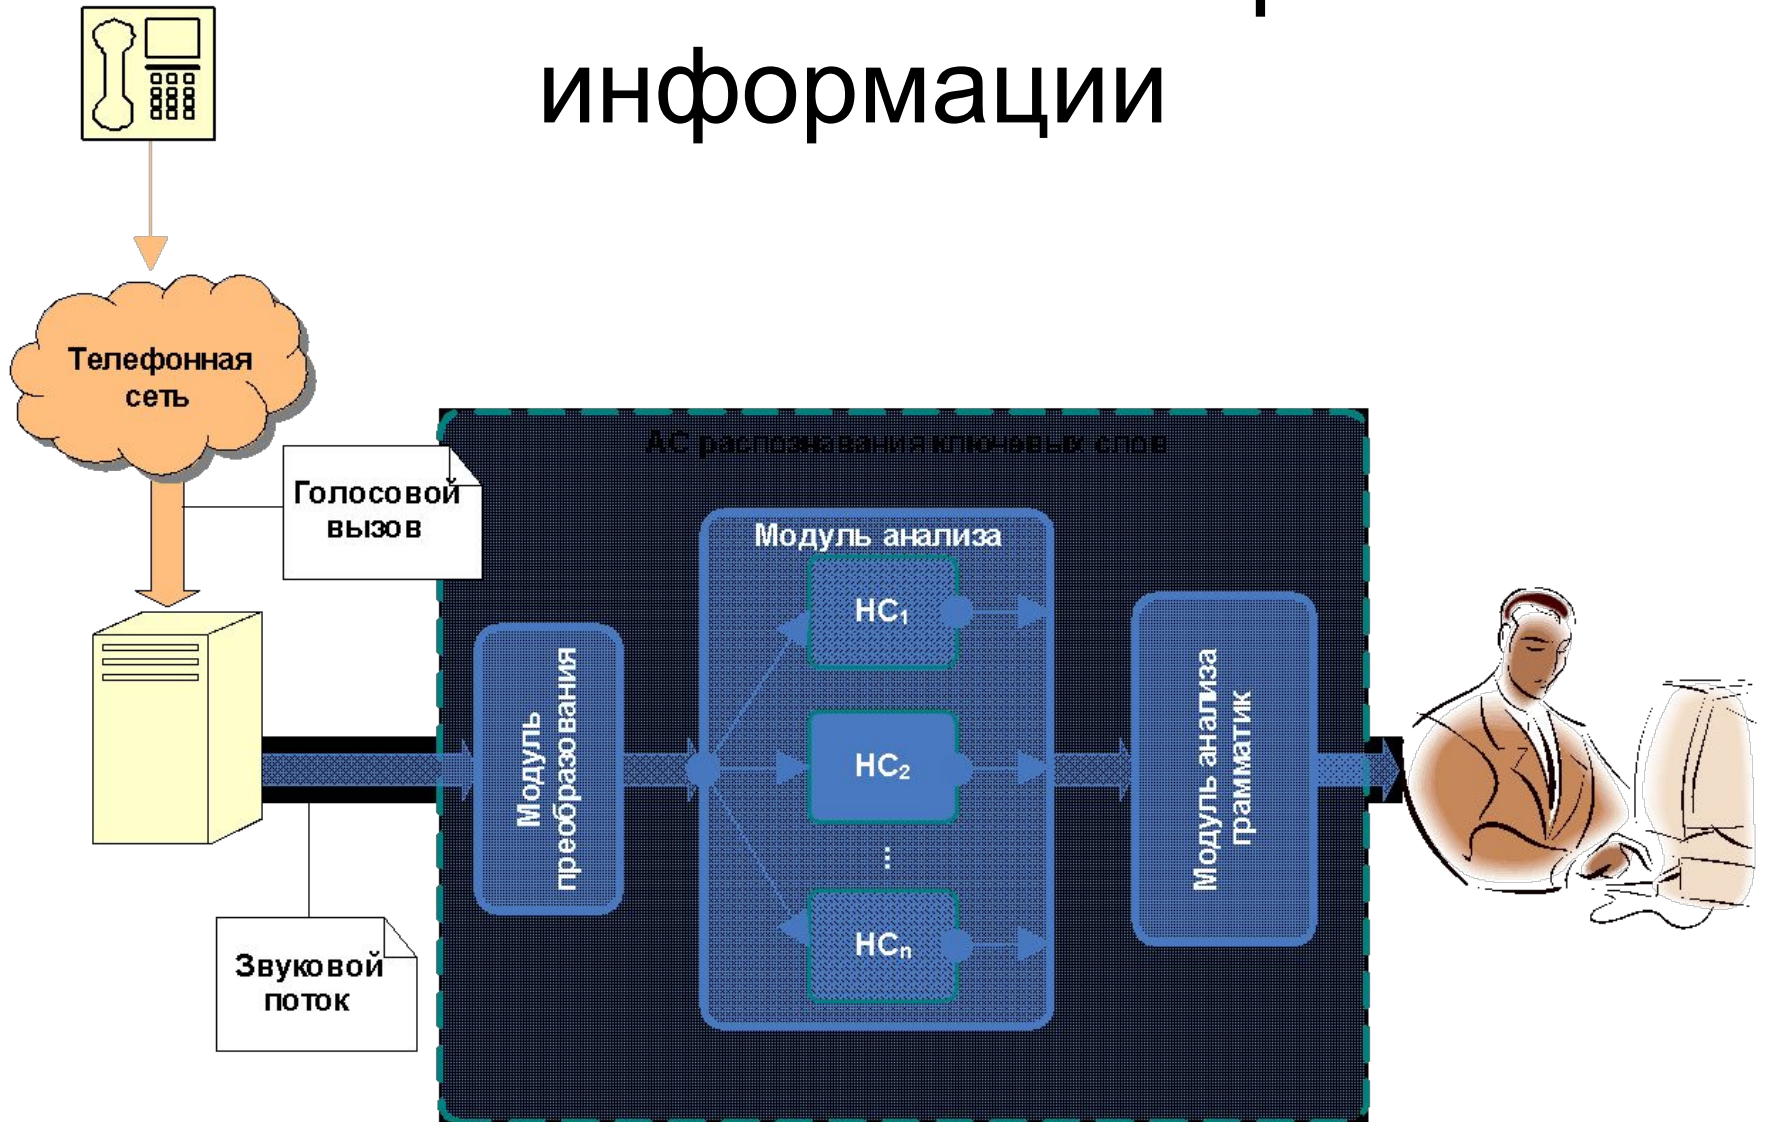 информации
Телефонная
сеть
Голосовой
вызов
АС распознавания ключевых слов
Модуль анализа
НС1
Модуль
преобразования
НС2
Модуль анализа
грамматик
...
НСn
Звуковой
поток